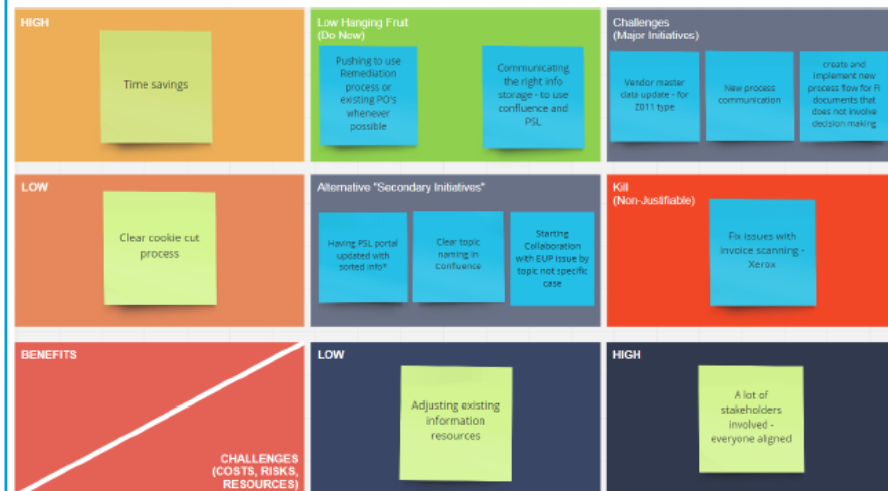 HIGH
Time savings
Low Hanging Fruit
(Do Now)
Pushing to use
Remediation
process or
existing PO's
whenever
possible
Communicating
the right info
storage - to use
confluence and
PSL
Challenges
(Major Initiatives)
Vendor master
data update - for
Z011 type
New process
communication
create and
implement new
process flow for FI
documents that
does not involve
decision making
LOW
Clear cookie cut
process
Alternative "Secondary Initiatives"
Having PSL portal
updated with
sorted info*
Clear topic
naming in
Confluence
Starting
Collaboration
with EUP issue by
topic not specific
case
Kill
(Non-Justifiable)
Fix issues with
invoice scanning -
Xerox
BENEFITS
CHALLENGES
(COSTS, RISKS,
RESOURCES)
LOW
Adjusting existing
information
resources
HIGH
A lot of
stakeholders
involved -
everyone aligned